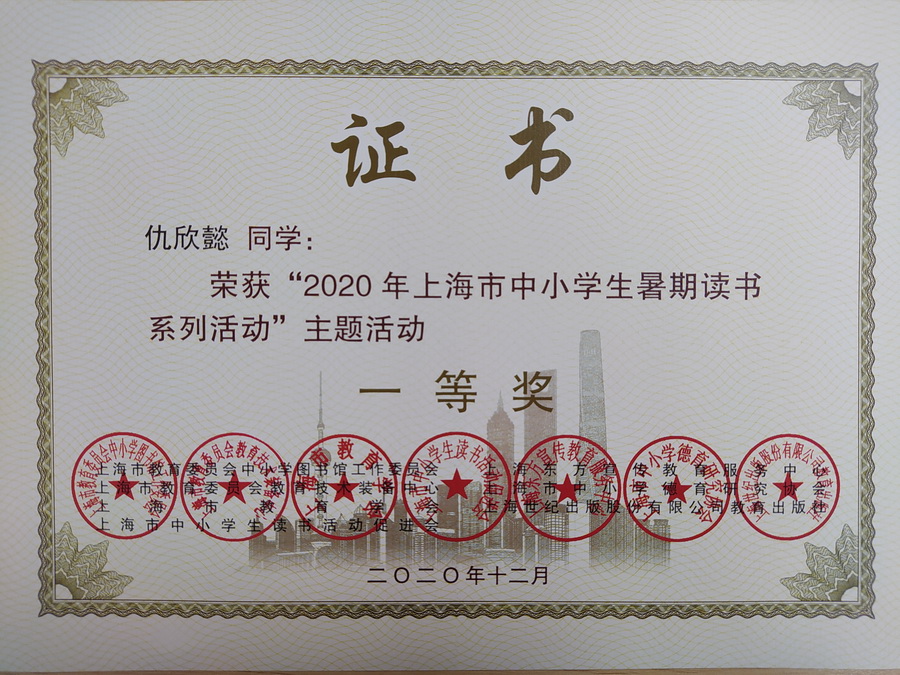 证书
仇欣懿 同学：
荣获“2020年上海市中小学生暑期读书
系列活动”主题活动
一等奖
上海市教育委员会中小学图书馆工作委员会 上海东方宣传教育服务中心
上海市教育委员会教育技术装备中心 上海市中小学德育研究协会
上海市教育学会 上海世纪出版股份有限公司教育出版社
上海市中小学生读书活动促进会
二〇二〇年十二月